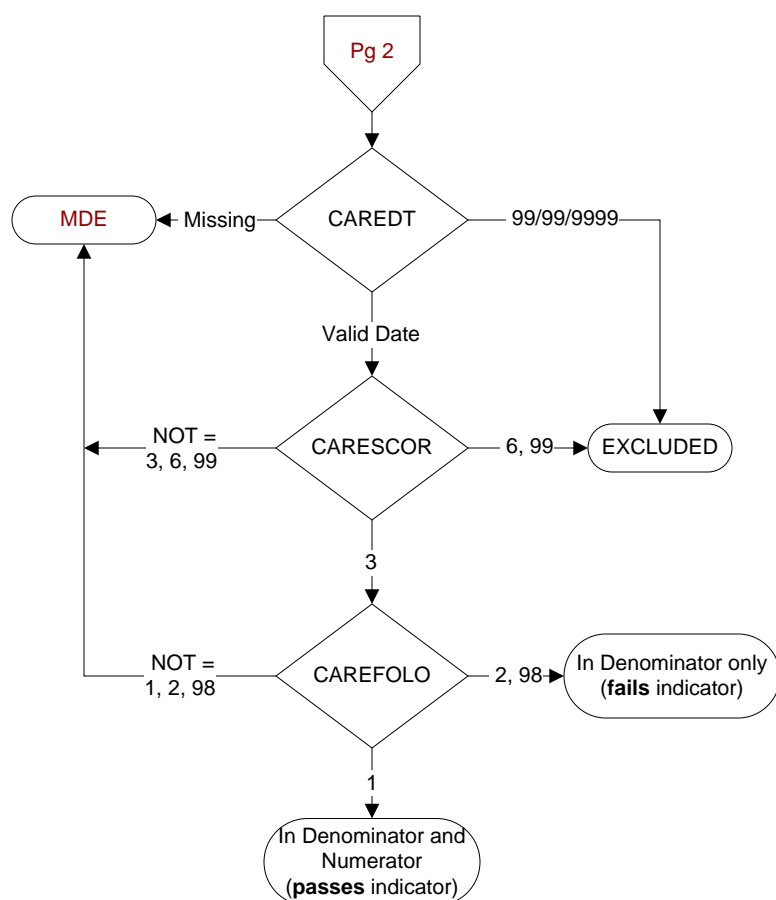 Pg 2
MDE
Missing
CAREDT
99/99/9999
Valid Date
NOT =
3, 6, 99
CARESCOR
6, 99
EXCLUDED
3
NOT =
1, 2, 98
CAREFOLO
2, 98
In Denominator only
(fails indicator)
1
In Denominator and
Numerator
(passes indicator)